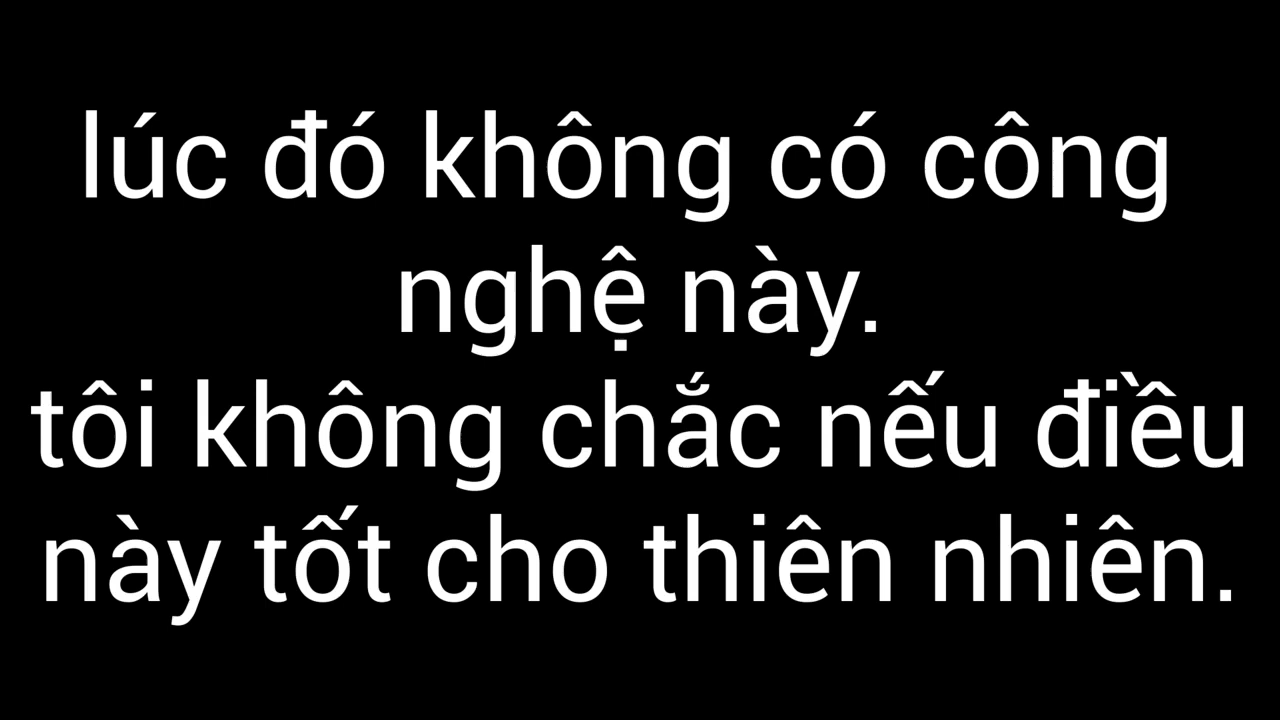 lúc đó không có công
nghệ này.
tôi không chắc nếu điều
này tốt cho thiên nhiên.